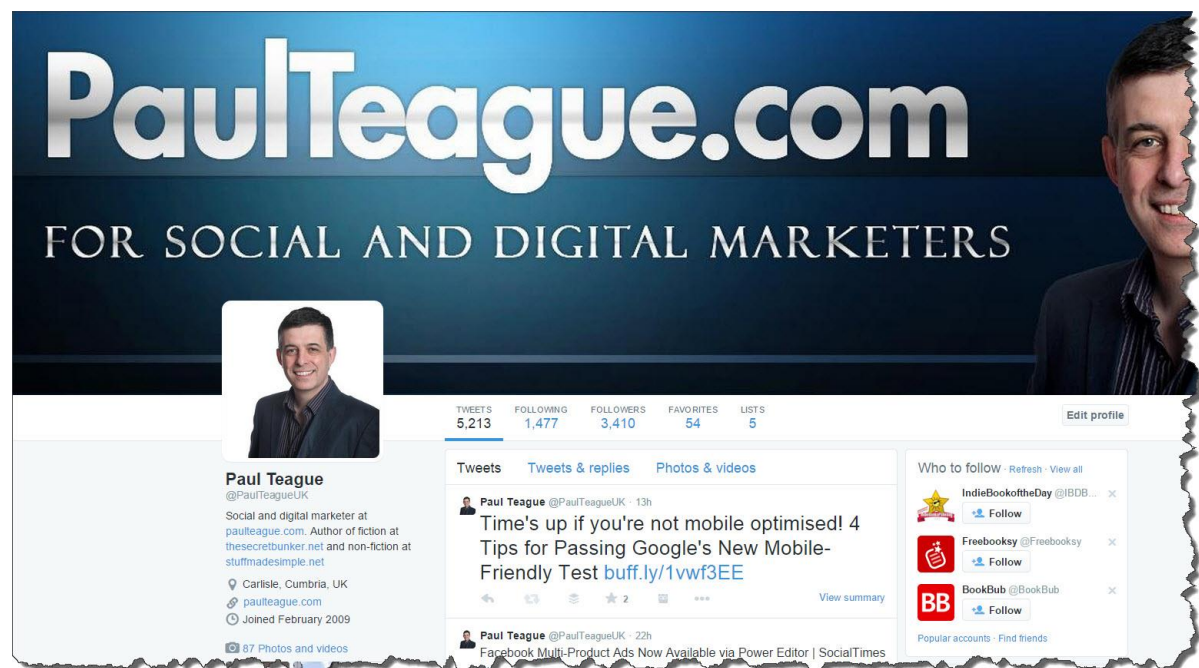 PaulTeague.com
FOR SOCIAL AND DIGITAL MARKETERS
TWEETS FOLLOWING FOLLOWERS FAVORITES LISTS
5,213 1,477 3,410 54 5
Edit profile
Paul Teague
@PaulTeagueUK
Social and digital marketer at
paulteague.com. Author of fiction at
thesecretbunker.net and non-fiction at
stuffmadesimple.net
Carlisle, Cumbria, UK
paulteague.com
Joined February 2009
87 Photos and videos
Tweets Tweets & replies Photos & videos
Paul Teague @PaulTeagueUK · 13h
Time's up if you're not mobile optimised! 4
Tips for Passing Google's New Mobile-
Friendly Test buff.ly/1vwf3EE
2
View summary
Paul Teague @PaulTeagueUK · 22h
Facebook Multi-Product Ads Now Available via Power Editor | SocialTimes
Who to follow · Refresh · View all
IndieBookoftheDay @IBDB...
Follow
Freebooksy @Freebooksy
Follow
BB
BookBub @BookBub
Follow
Popular accounts · Find friends